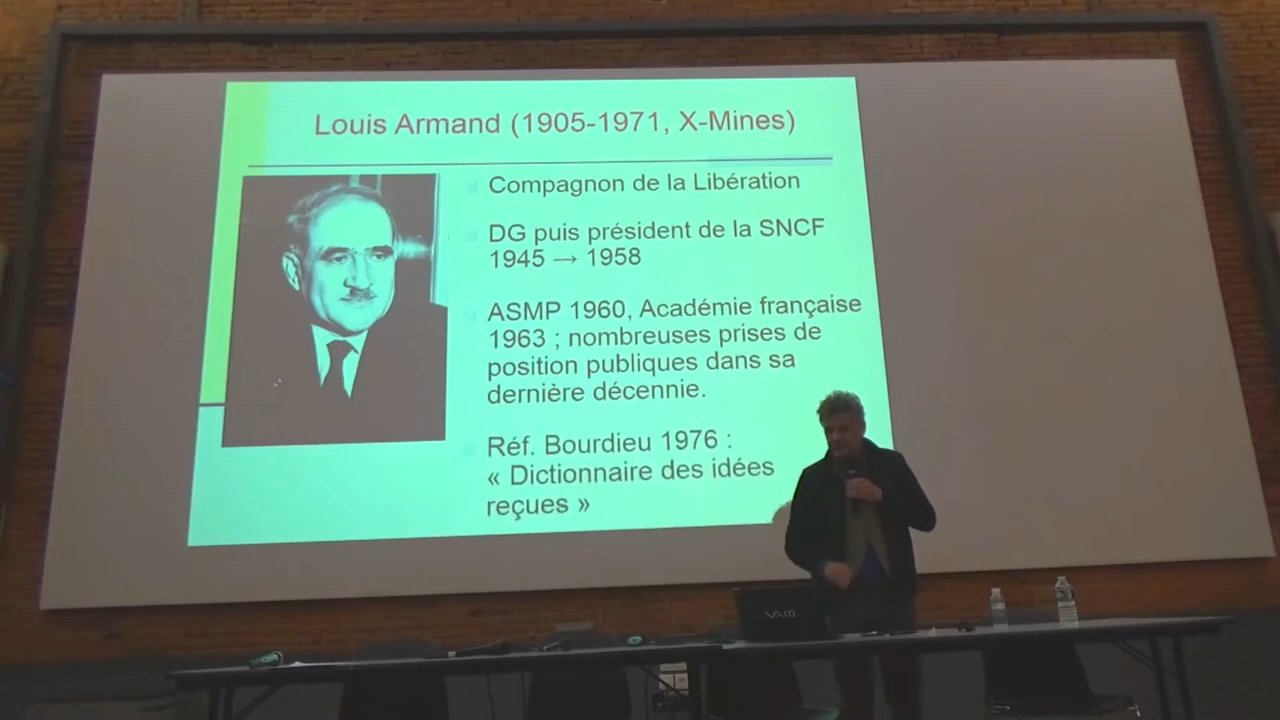 Louis Armand (1905-1971, X-Mines)
Compagnon de la Libération
DG puis président de la SNCF
1945 → 1958
ASMP 1960, Académie française
1963 ; nombreuses prises de
position publiques dans sa
dernière décennie.
Réf. Bourdieu 1976 :
« Dictionnaire des idées
reçues »
VAIO